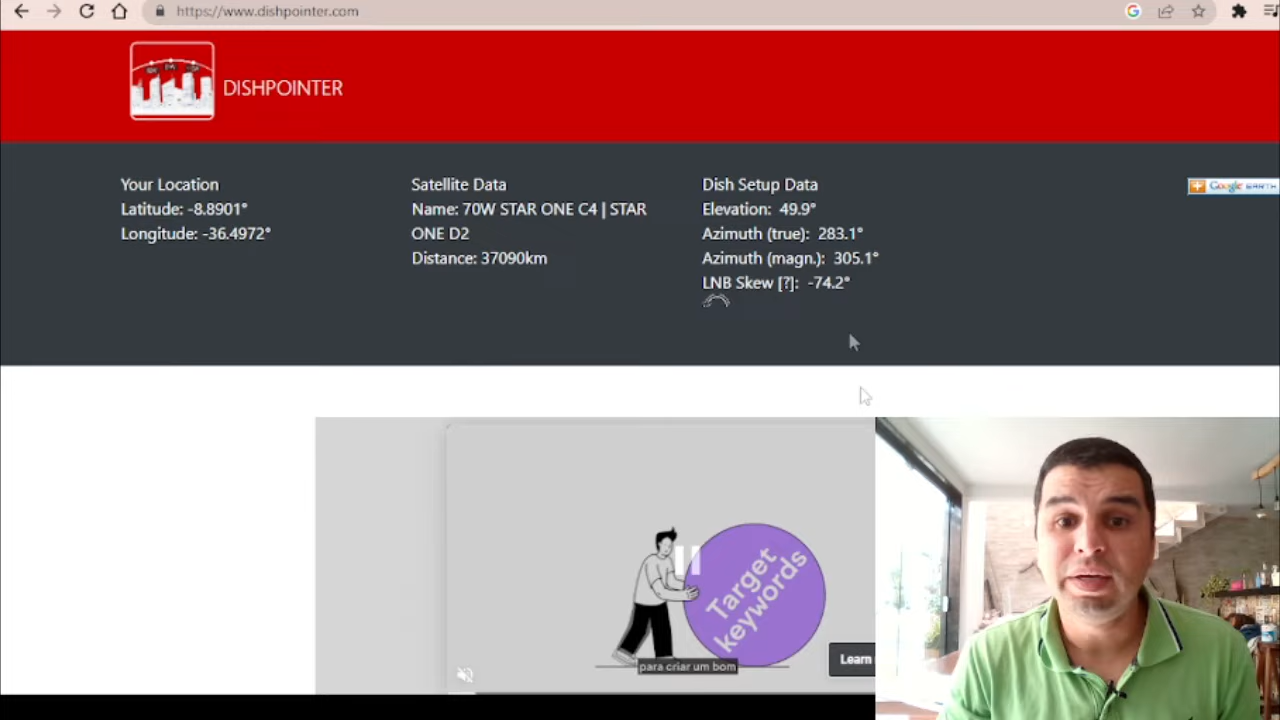 https://www.dishpointer.com
DISHPOINTER
Your Location
Latitude: -8.8901°
Longitude: -36.4972°
Satellite Data
Name: 70W STAR ONE C4 | STAR
ONE D2
Distance: 37090km
Dish Setup Data
Elevation: 49.9°
Azimuth (true): 283.1°
Azimuth (magn.): 305.1°
LNB Skew [?]: -74.2°
Google EARTH
Target
keywords
para criar um bom
Learn